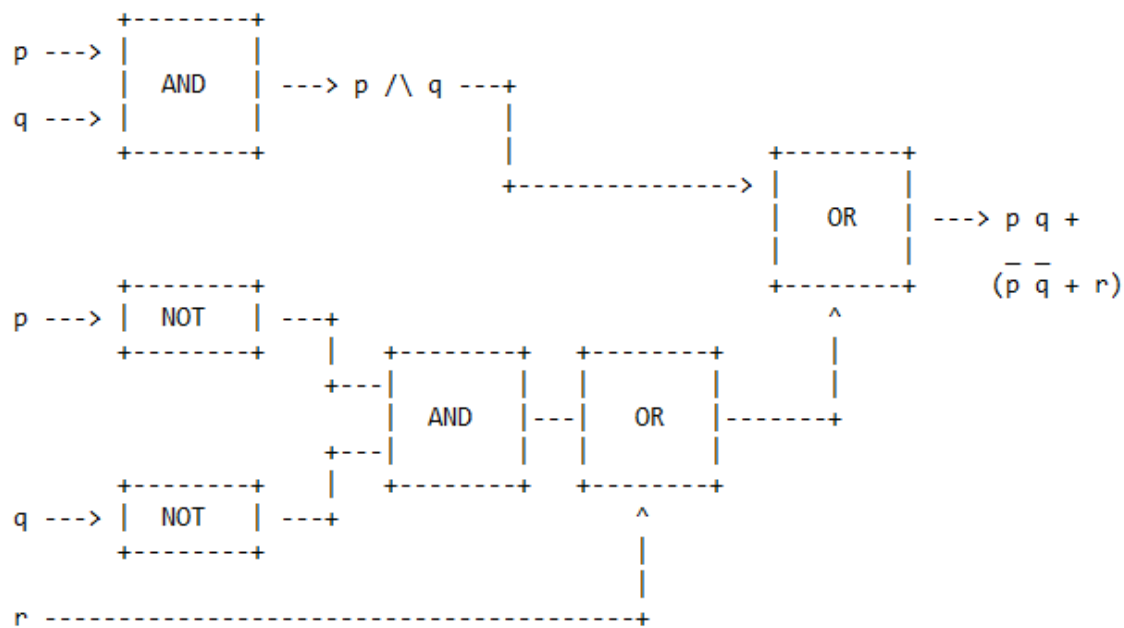 p ---> AND ---> p /\ q ---+
q --->
OR ---> p q +
_ _
(p q + r)
p ---> NOT ---+
AND --- OR -------+
q ---> NOT ---+
r ---------------------------------------+